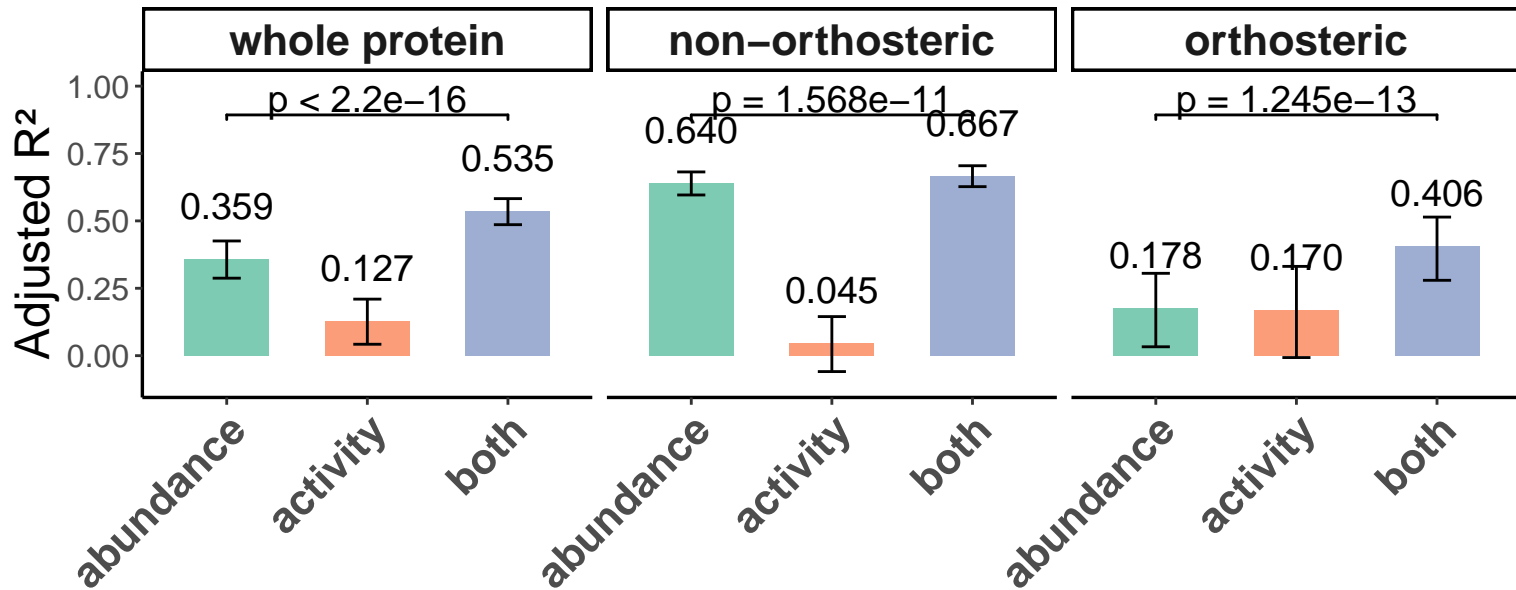 whole protein
non−orthosteric
orthosteric
Adjusted R²
1.00
0.75
0.50
0.25
0.00
p < 2.2e−16
0.359
0.127
0.535
p = 1.568e−11
0.640
0.045
0.667
p = 1.245e−13
0.178
0.170
0.406
abundance
activity
both
abundance
activity
both
abundance
activity
both